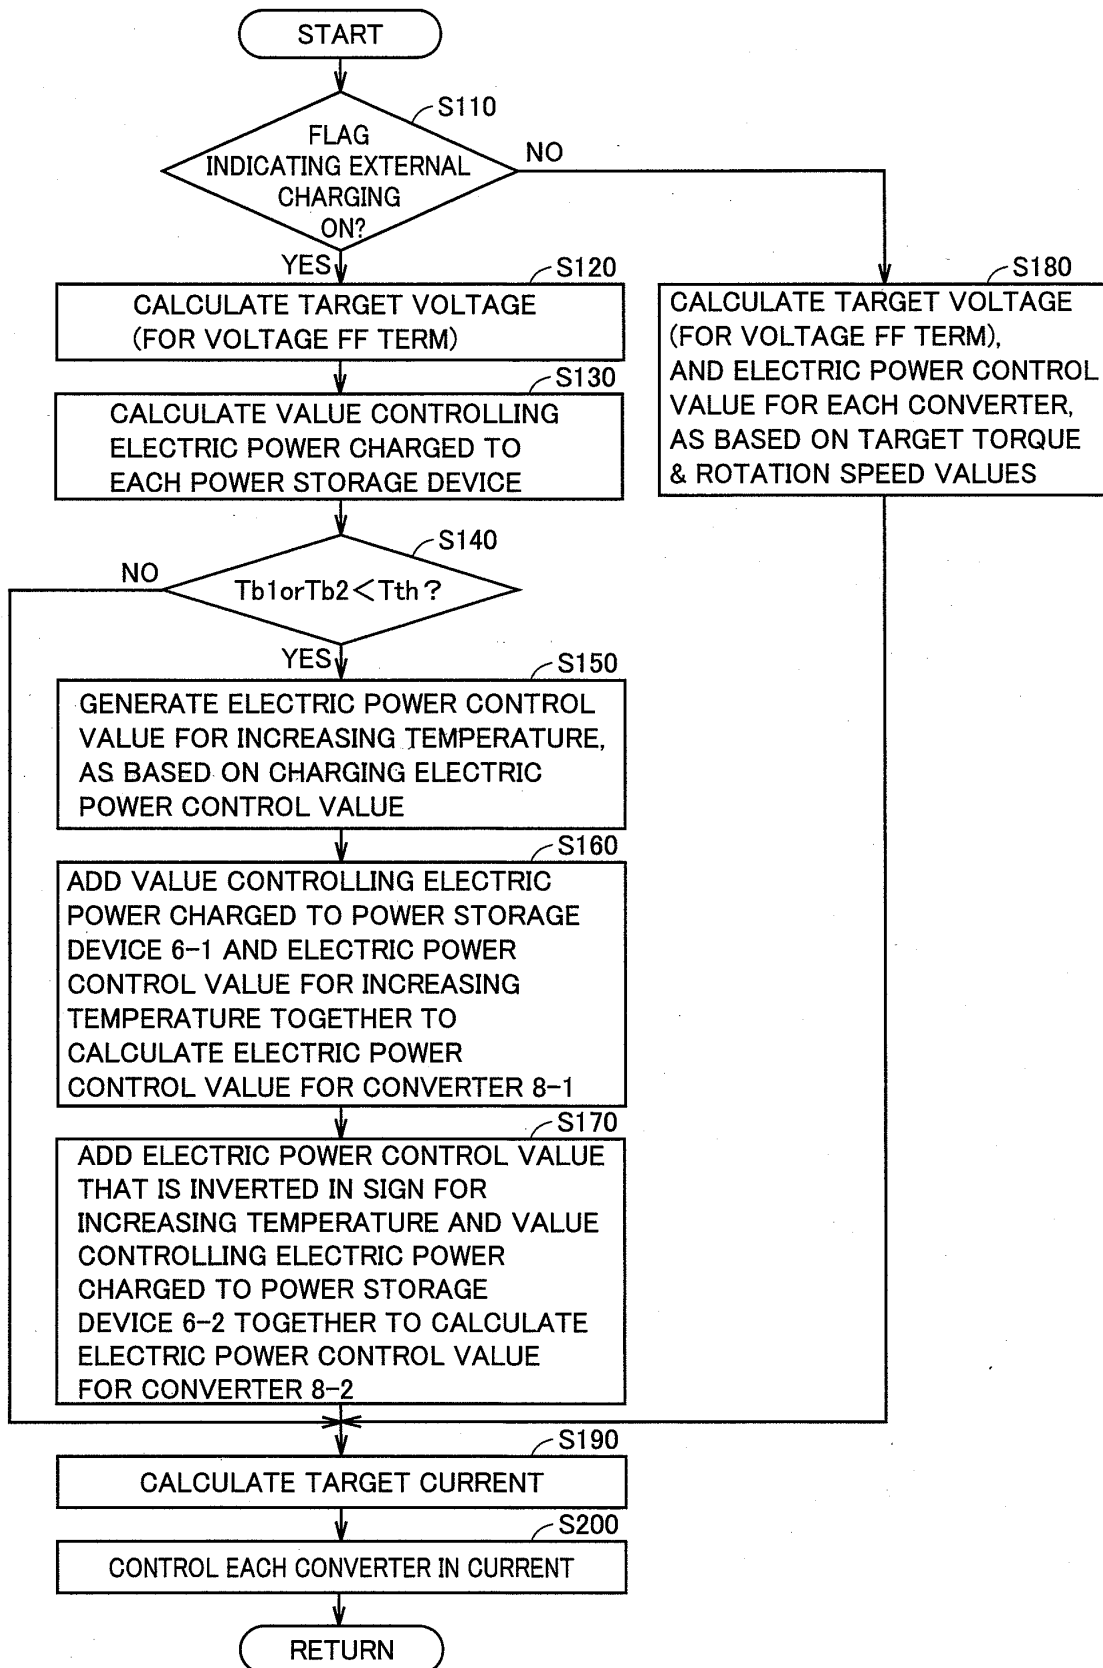 START
S110
FLAG
INDICATING EXTERNAL
CHARGING
ON?
NO
YES
S120
CALCULATE TARGET VOLTAGE
(FOR VOLTAGE FF TERM)
S130
CALCULATE VALUE CONTROLLING
ELECTRIC POWER CHARGED TO
EACH POWER STORAGE DEVICE
S180
CALCULATE TARGET VOLTAGE
(FOR VOLTAGE FF TERM),
AND ELECTRIC POWER CONTROL
VALUE FOR EACH CONVERTER,
AS BASED ON TARGET TORQUE
& ROTATION SPEED VALUES
S140
NO
Tb1orTb2<Tth?
YES
S150
GENERATE ELECTRIC POWER CONTROL
VALUE FOR INCREASING TEMPERATURE,
AS BASED ON CHARGING ELECTRIC
POWER CONTROL VALUE
S160
ADD VALUE CONTROLLING ELECTRIC
POWER CHARGED TO POWER STORAGE
DEVICE 6-1 AND ELECTRIC POWER
CONTROL VALUE FOR INCREASING
TEMPERATURE TOGETHER TO
CALCULATE ELECTRIC POWER
CONTROL VALUE FOR CONVERTER 8-1
S170
ADD ELECTRIC POWER CONTROL VALUE
THAT IS INVERTED IN SIGN FOR
INCREASING TEMPERATURE AND VALUE
CONTROLLING ELECTRIC POWER
CHARGED TO POWER STORAGE
DEVICE 6-2 TOGETHER TO CALCULATE
ELECTRIC POWER CONTROL VALUE
FOR CONVERTER 8-2
S190
CALCULATE TARGET CURRENT
S200
CONTROL EACH CONVERTER IN CURRENT
RETURN